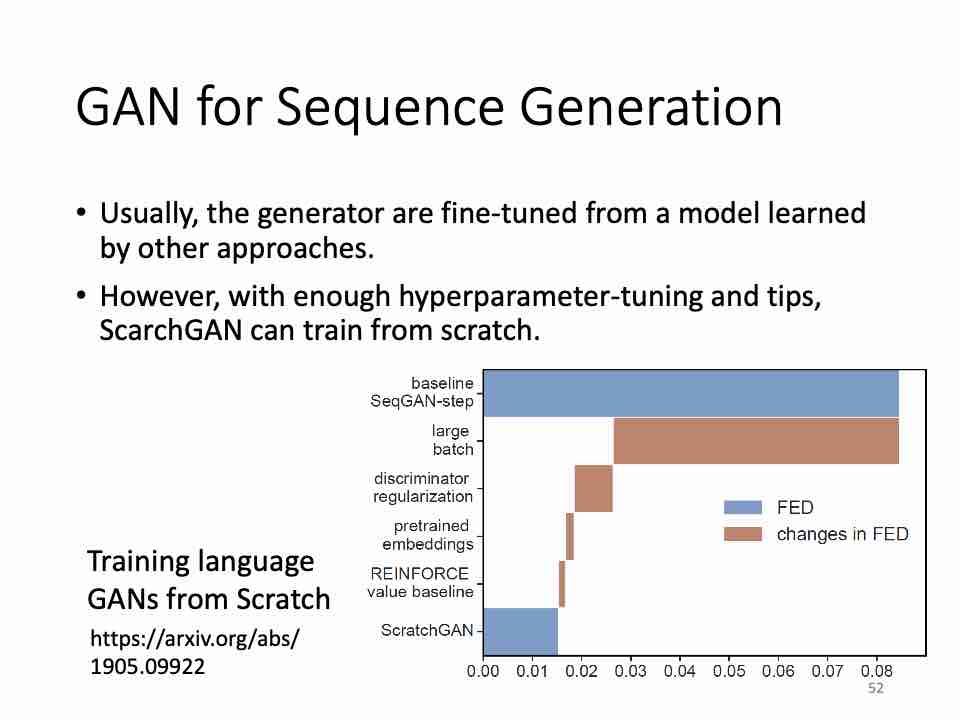 GAN for Sequence Generation
• Usually, the generator are fine-tuned from a model learned
by other approaches.
• However, with enough hyperparameter-tuning and tips,
ScarchGAN can train from scratch.
baseline
SeqGAN-step
large
batch
discriminator
regularization
pretrained
embeddings
REINFORCE
value baseline
ScratchGAN
FED
changes in FED
0.00 0.01 0.02 0.03 0.04 0.05 0.06 0.07 0.08
Training language
GANs from Scratch
https://arxiv.org/abs/
1905.09922
52